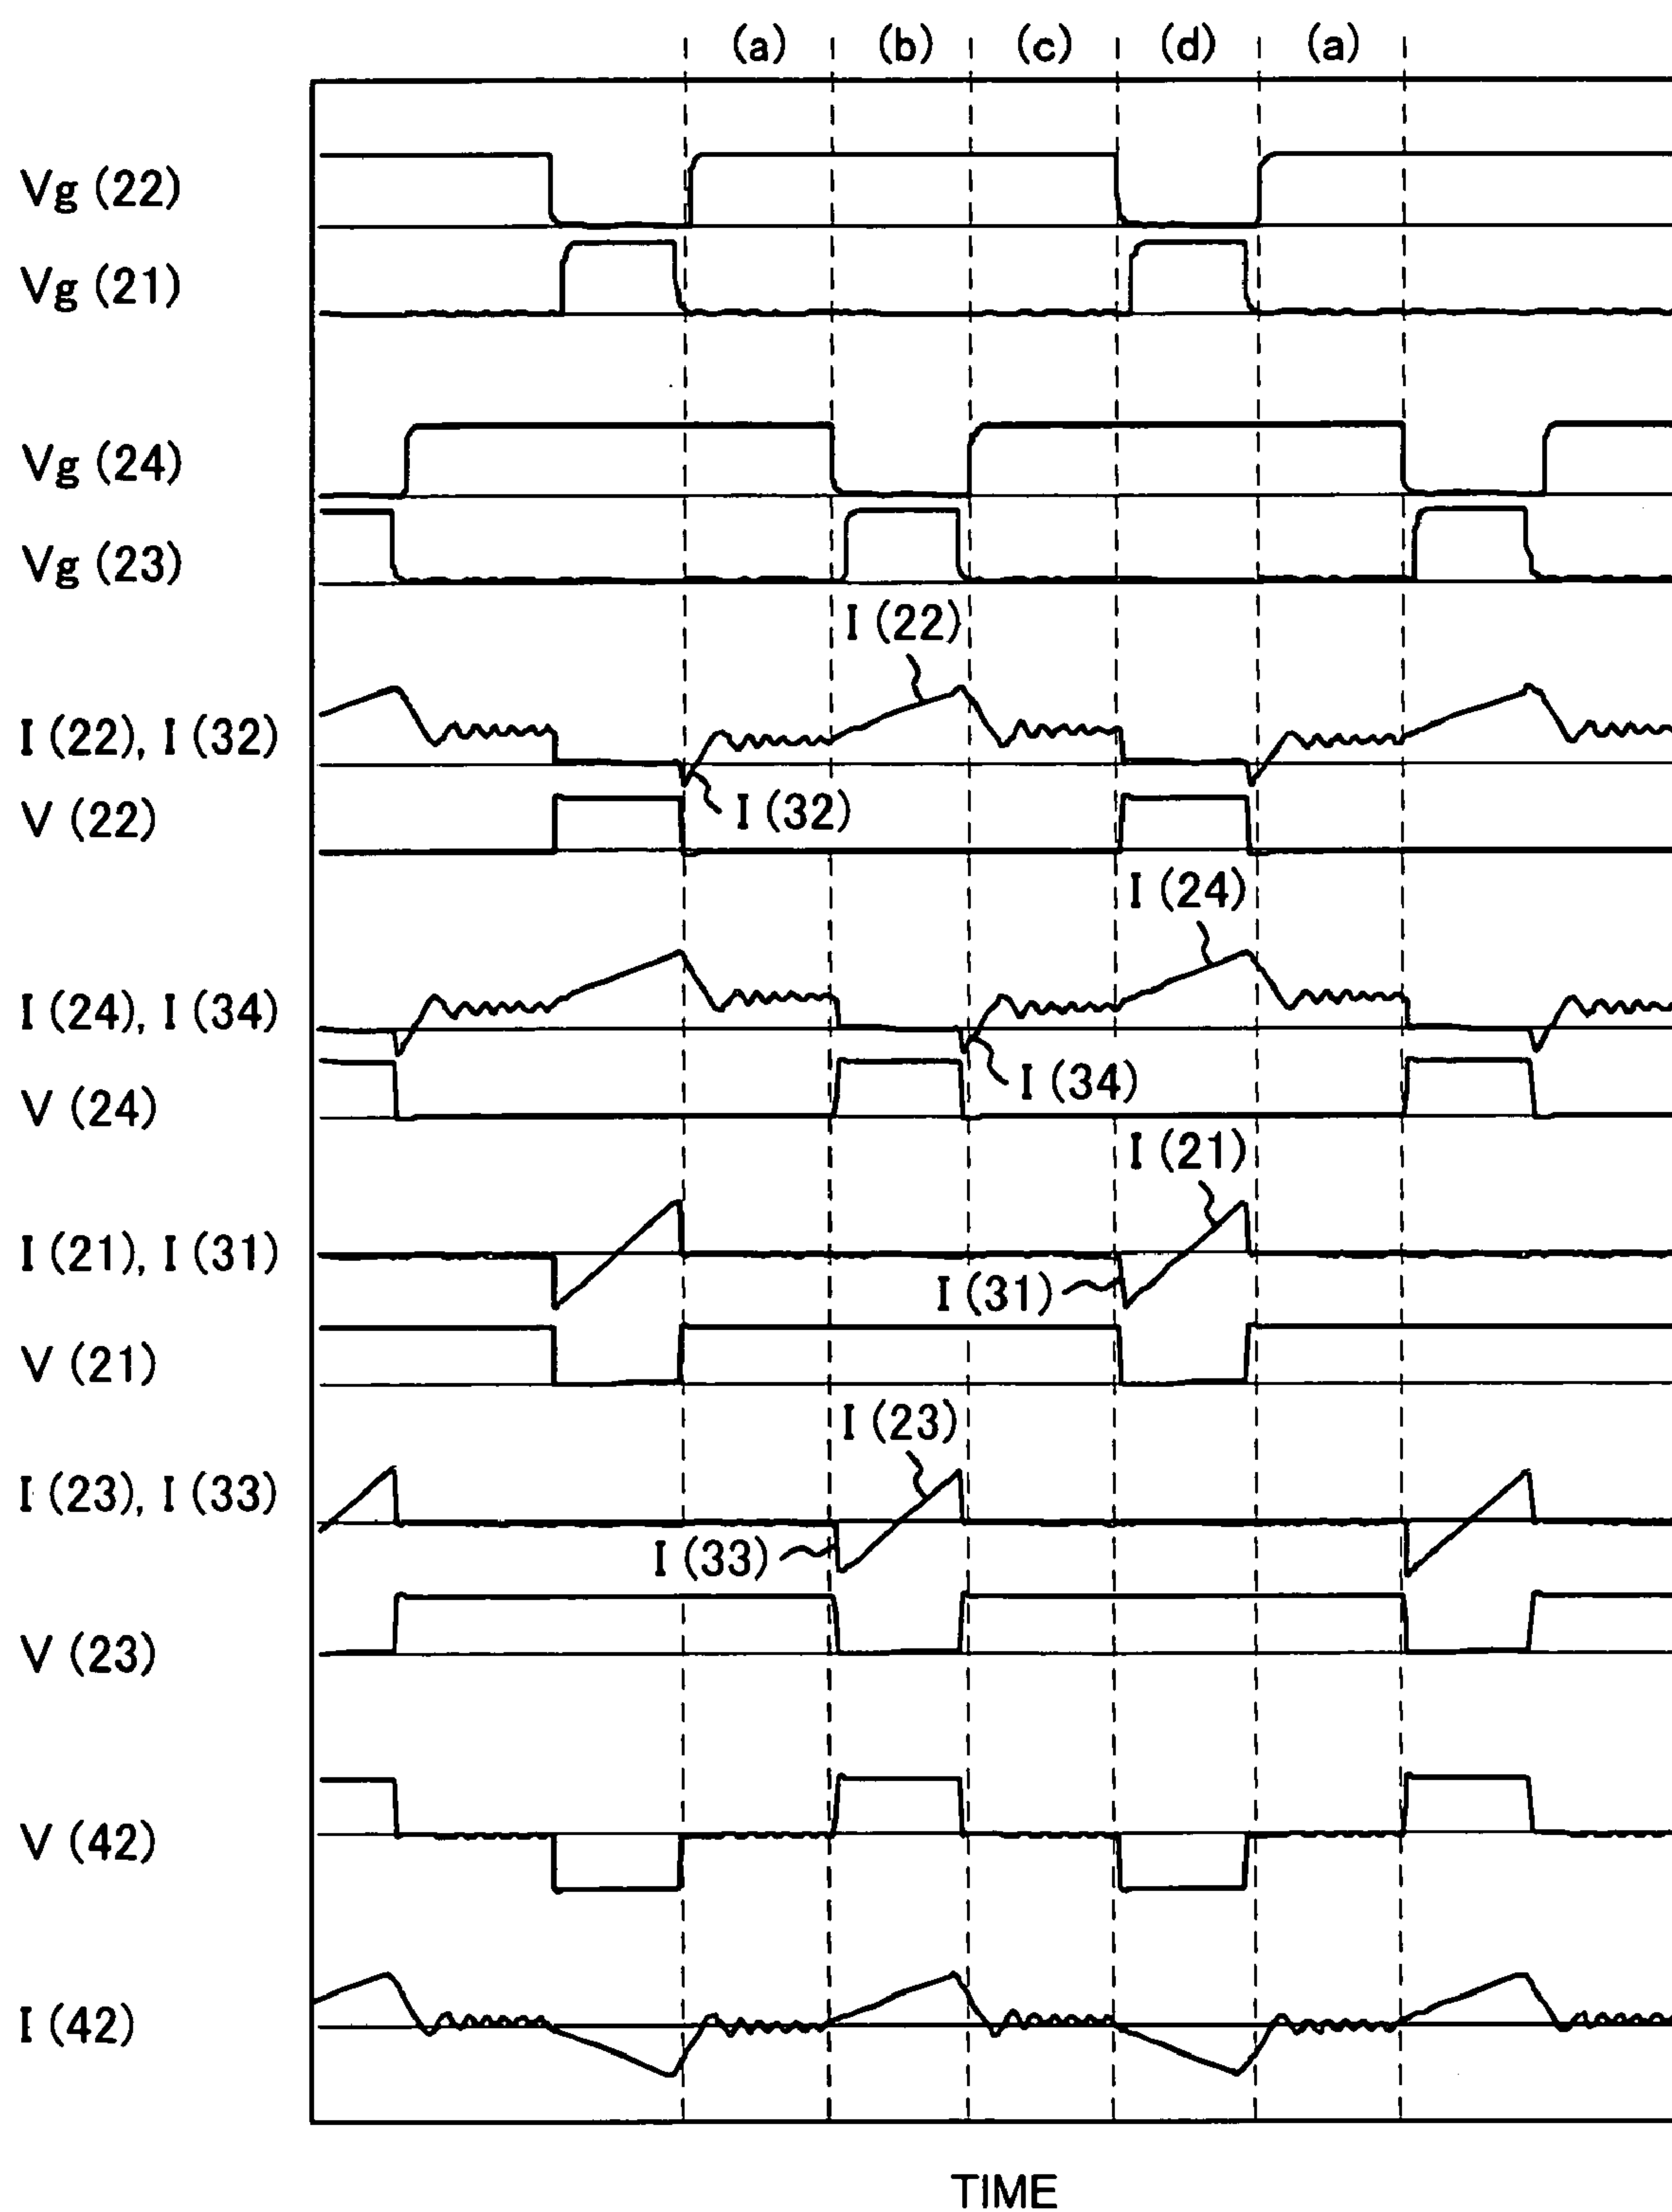 (a) (b) (c) (d) (a)
Vg (22)
Vg (21)
Vg (24)
Vg (23)
I (22)
I (22), I (32)
I (32)
V (22)
I (24)
I (24), I (34)
I (34)
V (24)
I (21)
I (21), I (31)
I (31)
V (21)
I (23)
I (23), I (33)
I (33)
V (23)
V (42)
I (42)
TIME